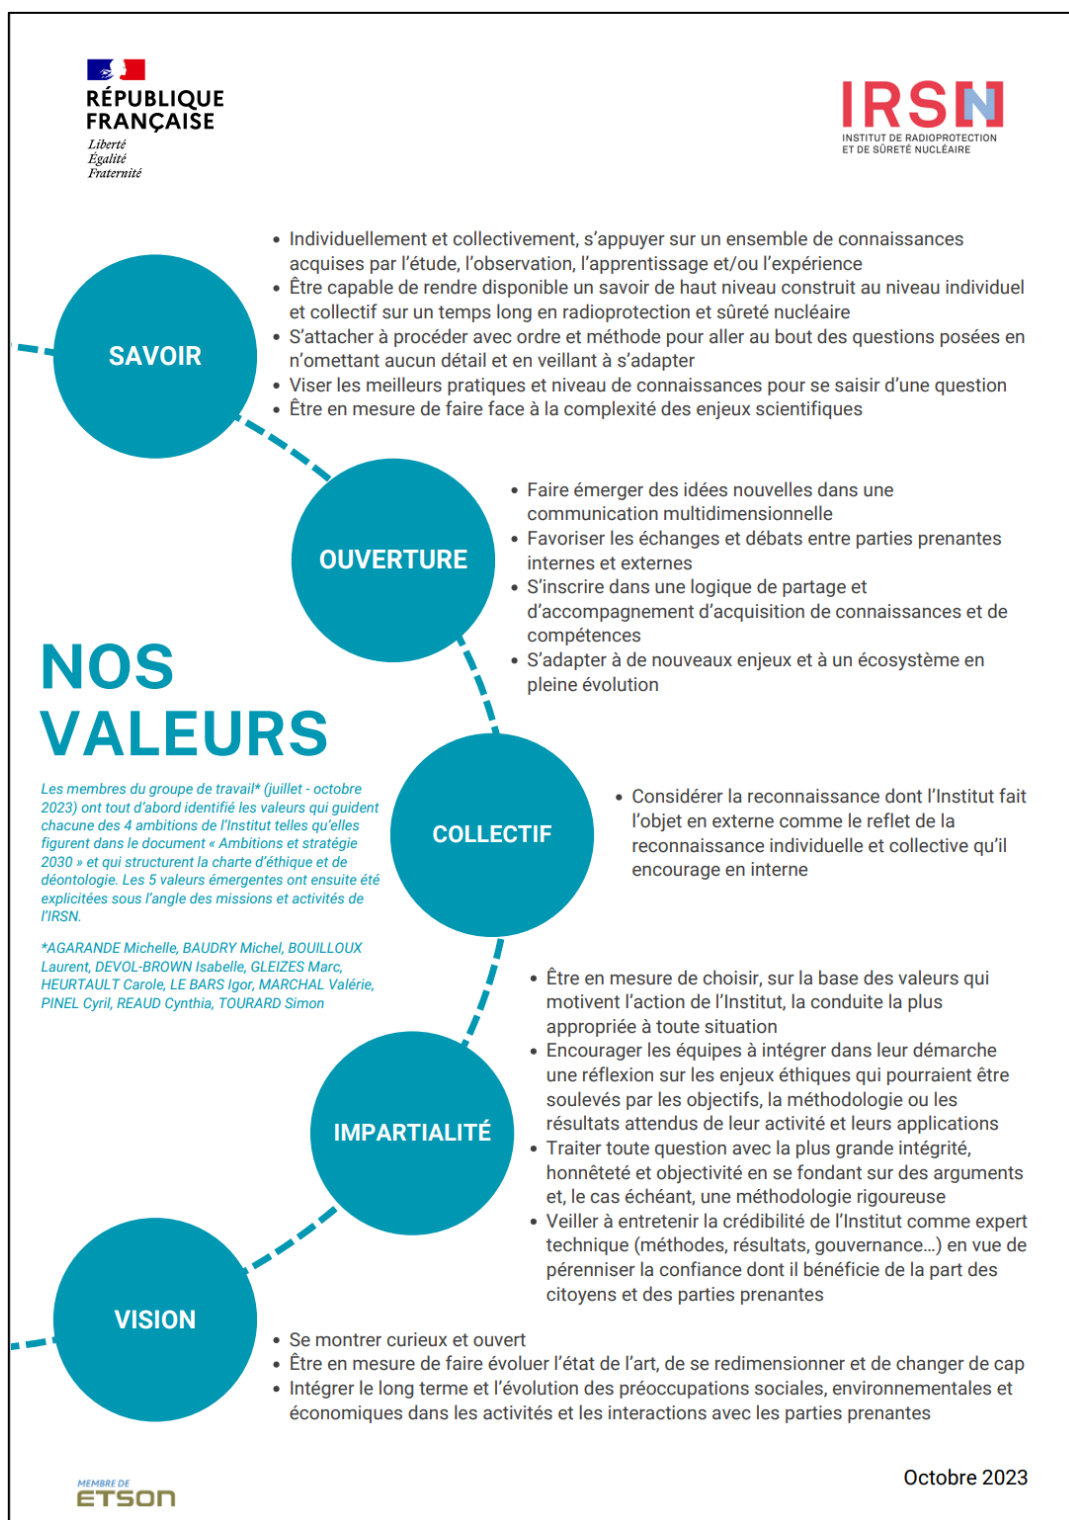 RÉPUBLIQUE
FRANÇAISE
Liberté
Égalité
Fraternité
IRSN
INSTITUT DE RADIOPROTECTION
ET DE SÛRETÉ NUCLÉAIRE
SAVOIR
• Individuellement et collectivement, s’appuyer sur un ensemble de connaissances
acquises par l’étude, l’observation, l’apprentissage et/ou l’expérience
• Être capable de rendre disponible un savoir de haut niveau construit au niveau individuel
et collectif sur un temps long en radioprotection et sûreté nucléaire
• S’attacher à procéder avec ordre et méthode pour aller au bout des questions posées en
n’omettant aucun détail et en veillant à s’adapter
• Viser les meilleurs pratiques et niveau de connaissances pour se saisir d’une question
• Être en mesure de faire face à la complexité des enjeux scientifiques
OUVERTURE
• Faire émerger des idées nouvelles dans une
communication multidimensionnelle
• Favoriser les échanges et débats entre parties prenantes
internes et externes
• S’inscrire dans une logique de partage et
d’accompagnement d’acquisition de connaissances et de
compétences
• S’adapter à de nouveaux enjeux et à un écosystème en
pleine évolution
NOS
VALEURS
Les membres du groupe de travail* (juillet - octobre
2023) ont tout d’abord identifié les valeurs qui guident
chacune des 4 ambitions de l’Institut telles qu’elles
figurent dans le document « Ambitions et stratégie
2030 » et qui structurent la charte d’éthique et de
déontologie. Les 5 valeurs émergentes ont ensuite été
explicitées sous l’angle des missions et activités de
l’IRSN.
*AGARANDE Michelle, BAUDRY Michel, BOUILLOUX
Laurent, DEVOL-BROWN Isabelle, GLEIZES Marc,
HEURTAULT Carole, LE BARS Igor, MARCHAL Valérie,
PINEL Cyril, REAUD Cynthia, TOURARD Simon
COLLECTIF
• Considérer la reconnaissance dont l’Institut fait
l’objet en externe comme le reflet de la
reconnaissance individuelle et collective qu’il
encourage en interne
IMPARTIALITÉ
• Être en mesure de choisir, sur la base des valeurs qui
motivent l’action de l’Institut, la conduite la plus
appropriée à toute situation
• Encourager les équipes à intégrer dans leur démarche
une réflexion sur les enjeux éthiques qui pourraient être
soulevés par les objectifs, la méthodologie ou les
résultats attendus de leur activité et leurs applications
• Traiter toute question avec la plus grande intégrité,
honnêteté et objectivité en se fondant sur des arguments
et, le cas échéant, une méthodologie rigoureuse
• Veiller à entretenir la crédibilité de l’Institut comme expert
technique (méthodes, résultats, gouvernance…) en vue de
pérenniser la confiance dont il bénéficie de la part des
citoyens et des parties prenantes
VISION
• Se montrer curieux et ouvert
• Être en mesure de faire évoluer l’état de l’art, de se redimensionner et de changer de cap
• Intégrer le long terme et l’évolution des préoccupations sociales, environnementales et
économiques dans les activités et les interactions avec les parties prenantes
MEMBRE DE
ETSON
Octobre 2023